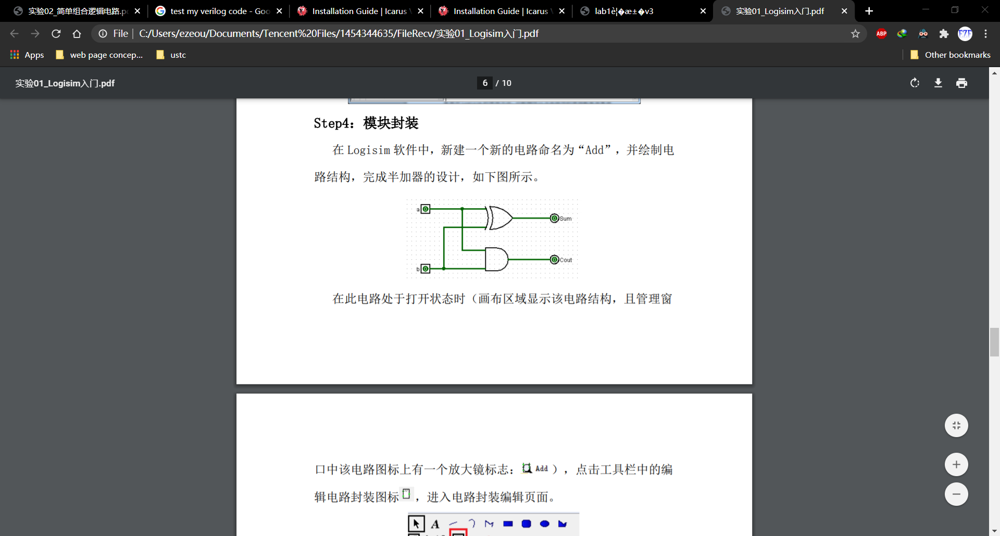 实验02_简单组合逻辑电路.pd
test my verilog code - Goo
Installation Guide | Icarus V
Installation Guide | Icarus V
lab1è¦�æ±�v3
实验01_Logisim入门.pdf
File
C:/Users/ezeou/Documents/Tencent%20Files/1454344635/FileRecv/实验01_Logisim入门.pdf
ABP
EZE
Apps
web page concep...
ustc
Other bookmarks
实验01_Logisim入门.pdf
6 / 10
Step4：模块封装
在 Logisim 软件中，新建一个新的电路命名为“Add”，并绘制电
路结构，完成半加器的设计，如下图所示。
a 0
0 Sum
0 Cout
b 0
在此电路处于打开状态时（画布区域显示该电路结构，且管理窗
口中该电路图标上有一个放大镜标志： Add ），点击工具栏中的编
辑电路封装图标 ，进入电路封装编辑页面。
A